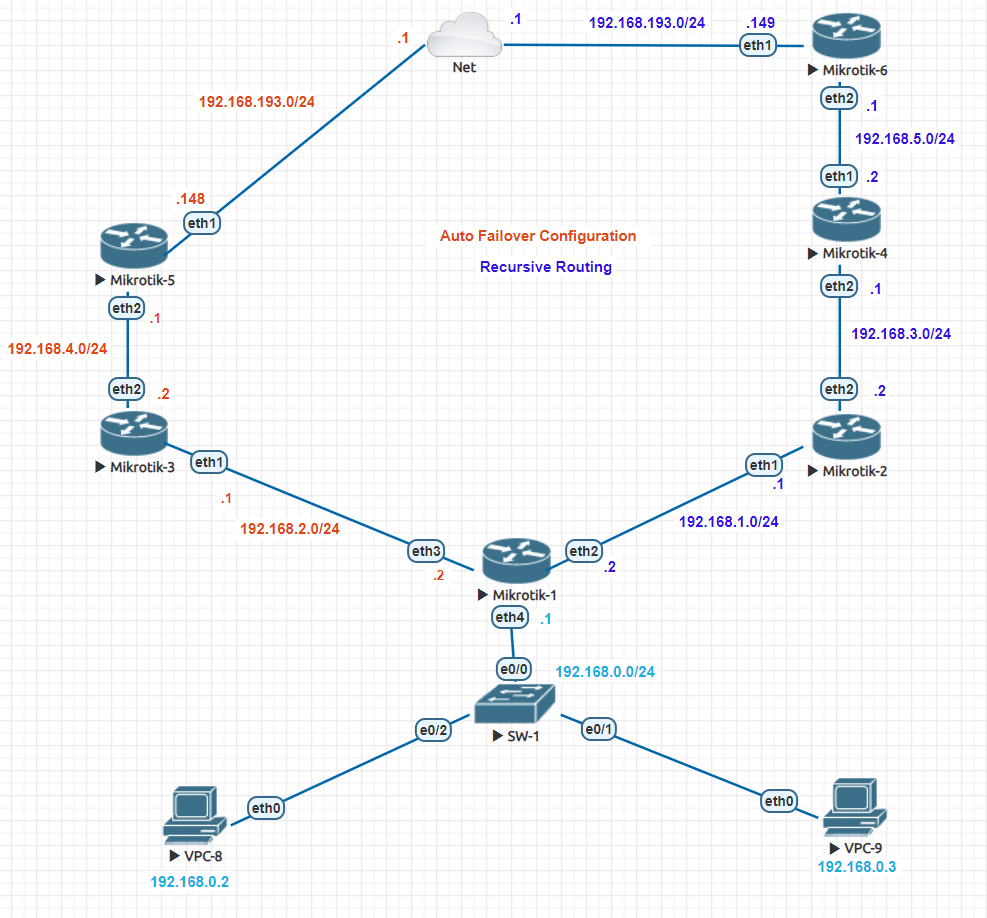 .1
Net
.1
192.168.193.0/24
.149
eth1
▶ Mikrotik-6
eth2
.1
192.168.193.0/24
192.168.5.0/24
eth1
.2
.148
eth1
▶ Mikrotik-5
Auto Failover Configuration
Recursive Routing
▶ Mikrotik-4
eth2
.1
eth2
.1
192.168.4.0/24
192.168.3.0/24
eth2
.2
eth2
.2
▶ Mikrotik-3
eth1
.1
192.168.2.0/24
eth1
.1
▶ Mikrotik-2
192.168.1.0/24
eth3
.2
eth2
.2
▶ Mikrotik-1
eth4
.1
e0/0
192.168.0.0/24
e0/2
▶ SW-1
e0/1
eth0
▶ VPC-8
192.168.0.2
eth0
▶ VPC-9
192.168.0.3